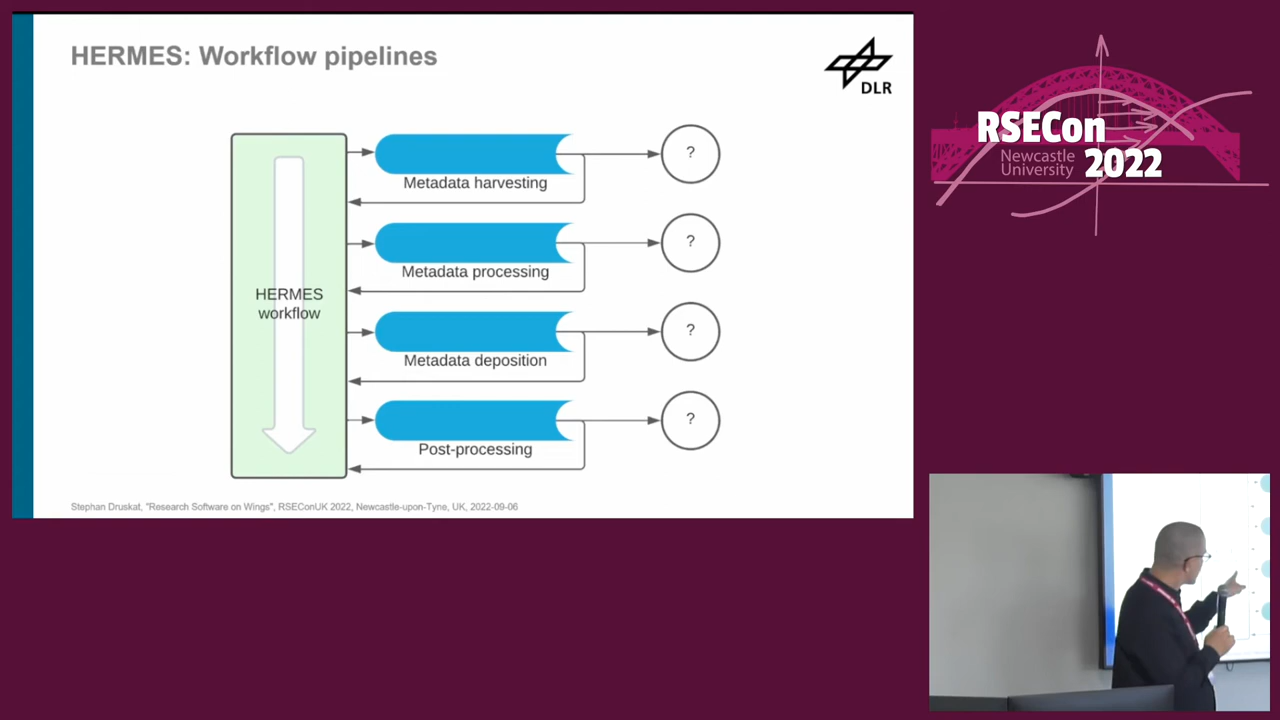 HERMES: Workflow pipelines
DLR
HERMES
workflow
Metadata harvesting
?
Metadata processing
?
Metadata deposition
?
Post-processing
?
Stephan Druskat, "Research Software on Wings", RSEConUK 2022, Newcastle-upon-Tyne, UK, 2022-09-06
RSECon
Newcastle
University
2022